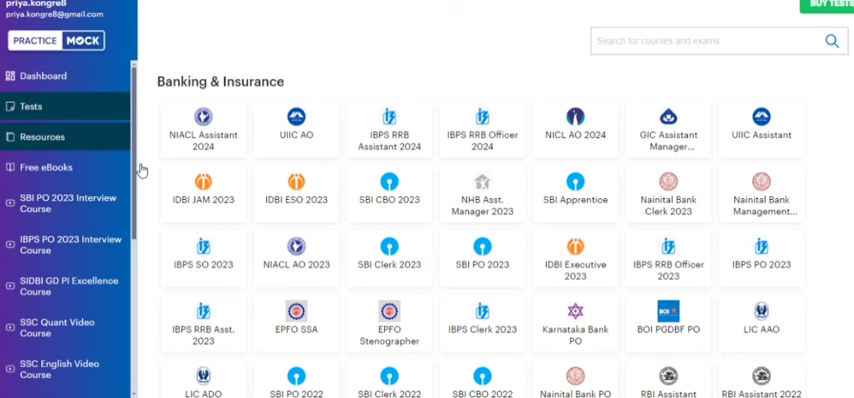 priya.kongre8
priya.kongre8@gmail.com
BUY TESTS
PRACTICE MOCK
Search for courses and exams
Dashboard
Tests
Resources
Free eBooks
SBI PO 2023 Interview
Course
IBPS PO 2023 Interview
Course
SIDBI GD PI Excellence
Course
SSC Quant Video
Course
SSC English Video
Course
Banking & Insurance
NIACL Assistant
2024
UIIC AO
IBPS RRB
Assistant 2024
IBPS RRB Officer
2024
NICL AO 2024
GIC Assistant
Manager...
UIIC Assistant
IDBI JAM 2023
IDBI ESO 2023
SBI CBO 2023
NHB Asst.
Manager 2023
SBI Apprentice
Nainital Bank
Clerk 2023
Nainital Bank
Management...
IBPS SO 2023
NIACL AO 2023
SBI Clerk 2023
SBI PO 2023
IDBI Executive
2023
IBPS RRB Officer
2023
IBPS PO 2023
IBPS RRB Asst.
2023
EPFO SSA
EPFO
Stenographer
IBPS Clerk 2023
Karnataka Bank
PO
BOI
BOI PGDBF PO
LIC AAO
LIC ADO
SBI PO 2022
SBI Clerk 2022
SBI CBO 2022
Nainital Bank PO
RBI Assistant
RBI Assistant 2022